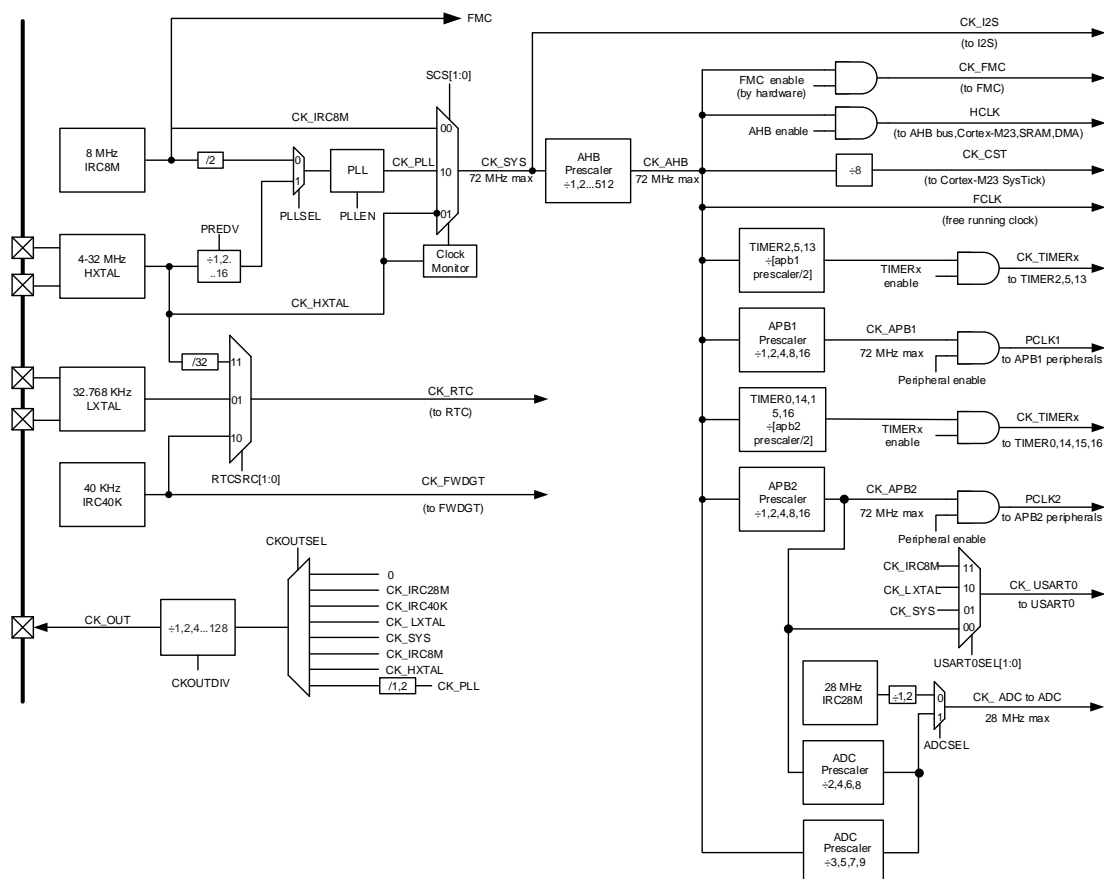 FMC
CK_I2S
(to I2S)
SCS[1:0]
FMC enable
(by hardware)
CK_FMC
(to FMC)
CK_IRC8M
00
10
01
8 MHz
IRC8M
/2
0
1
PLLSEL
PLL
PLLEN
CK_PLL
CK_SYS
72 MHz max
AHB
Prescaler
÷1,2...512
CK_AHB
72 MHz max
AHB enable
HCLK
(to AHB bus,Cortex-M23,SRAM,DMA)
÷8
CK_CST
(to Cortex-M23 SysTick)
FCLK
(free running clock)
PREDV
4-32 MHz
HXTAL
÷1,2.
..16
Clock
Monitor
CK_HXTAL
TIMER2,5,13
÷[apb1
prescaler/2]
TIMERx
enable
CK_TIMERx
to TIMER2,5,13
APB1
Prescaler
÷1,2,4,8,16
CK_APB1
72 MHz max
Peripheral enable
PCLK1
to APB1 peripherals
/32
11
01
10
32.768 KHz
LXTAL
CK_RTC
(to RTC)
TIMER0,14,1
5,16
÷[apb2
prescaler/2]
TIMERx
enable
CK_TIMERx
to TIMER0,14,15,16
RTCSRC[1:0]
40 KHz
IRC40K
CK_FWDGT
(to FWDGT)
APB2
Prescaler
÷1,2,4,8,16
CK_APB2
72 MHz max
Peripheral enable
PCLK2
to APB2 peripherals
CKOUTSEL
0
CK_IRC28M
CK_IRC40K
CK_LXTAL
CK_SYS
CK_IRC8M
CK_HXTAL
/1,2
CK_PLL
CK_OUT
÷1,2,4...128
CKOUTDIV
CK_IRC8M
11
CK_LXTAL
10
CK_SYS
01
00
CK_USART0
to USART0
USART0SEL[1:0]
28 MHz
IRC28M
÷1,2
0
1
CK_ ADC to ADC
28 MHz max
ADCSEL
ADC
Prescaler
÷2,4,6,8
ADC
Prescaler
÷3,5,7,9